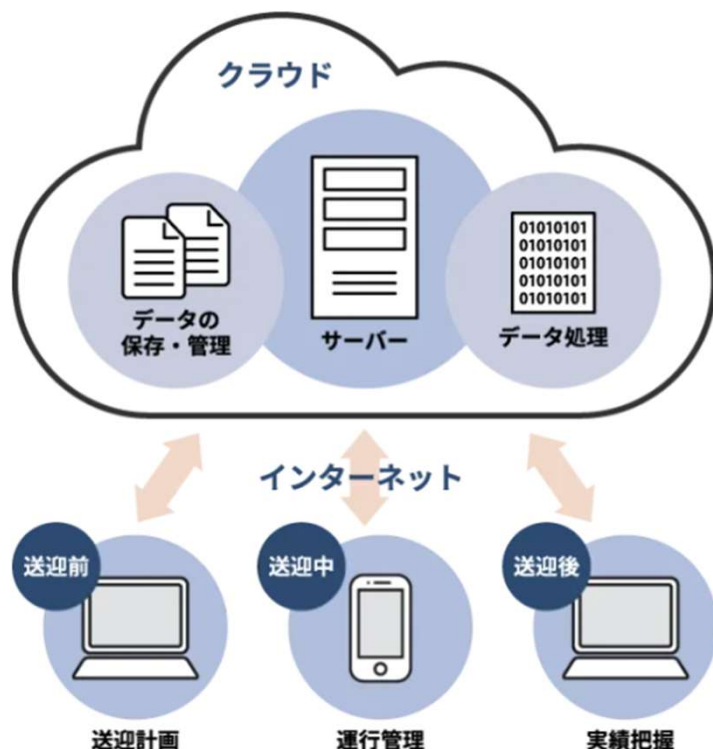 クラウド
データの
保存・管理
サーバー
01010101
01010101
01010101
01010101
01010101
データ処理
インターネット
送迎前
送迎中
送迎後
送迎計画
運行管理
実績把握